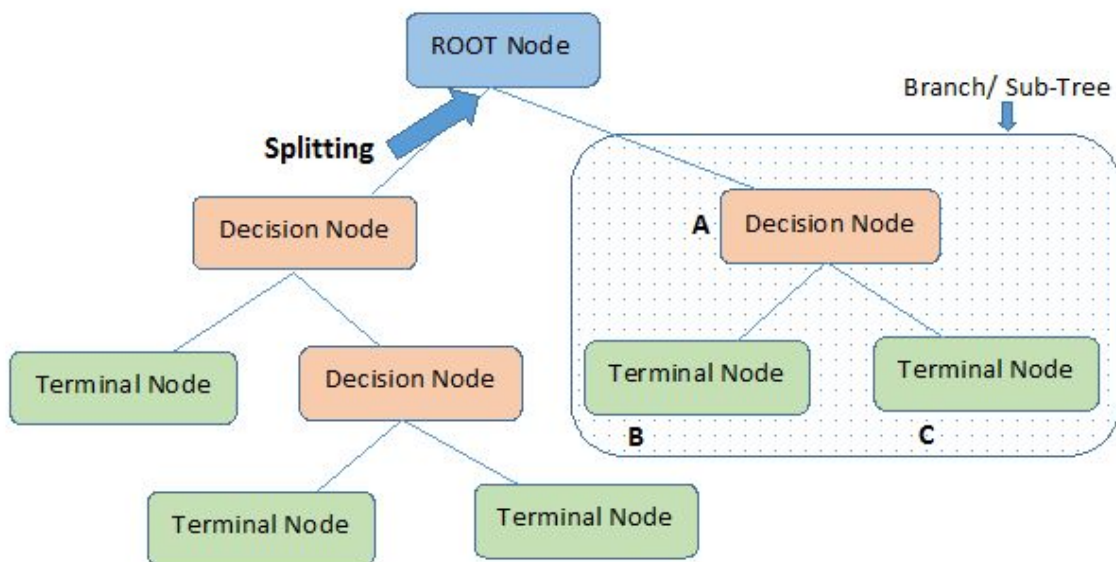 ROOT Node
Branch/ Sub-Tree
Splitting
Decision Node
A
Decision Node
Terminal Node
Decision Node
Terminal Node
Terminal Node
B
C
Terminal Node
Terminal Node